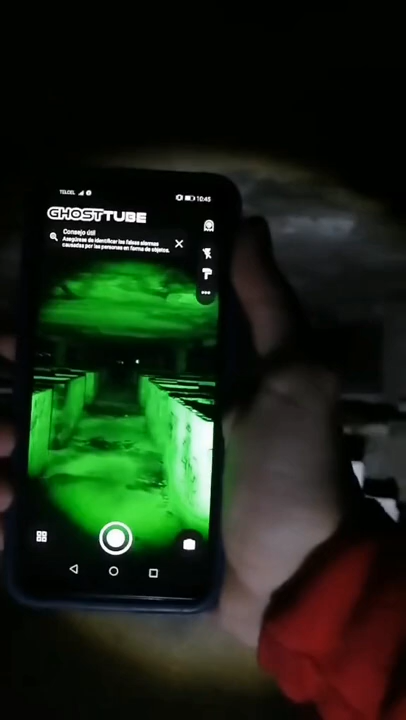 TELCEL
10:45
GHOSTTUBE
Consejo útil
Asegúrese de identificar las falsas alarmas
causadas por las personas en forma de objetos.